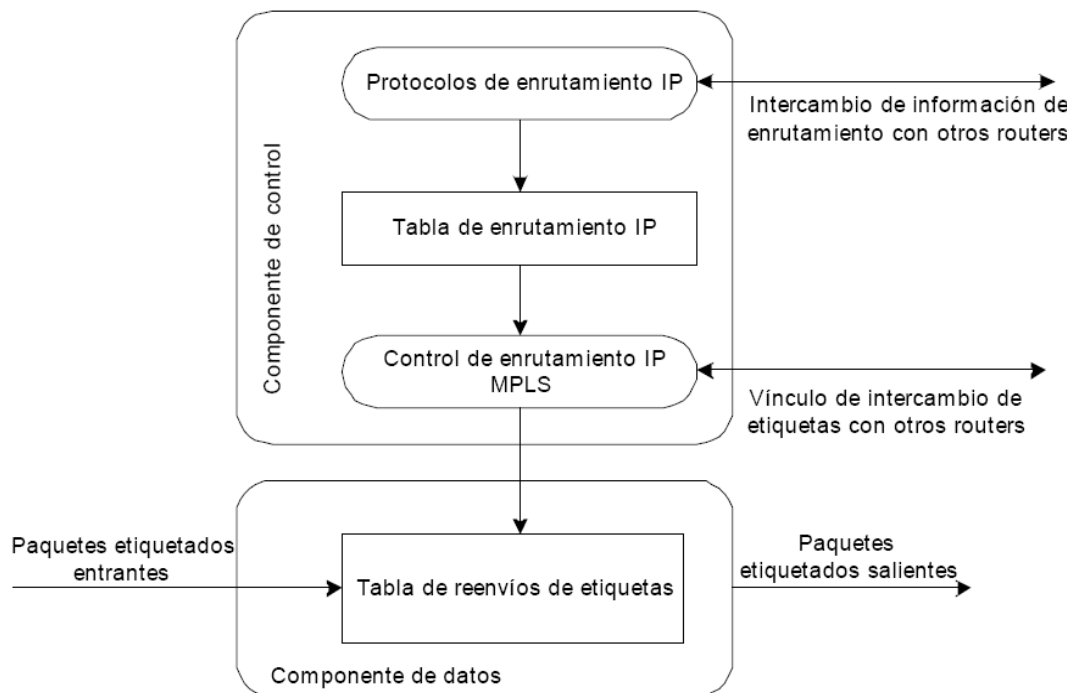 Protocolos de enrutamiento IP
Intercambio de información de
enrutamiento con otros routers
Componente de control
Tabla de enrutamiento IP
Control de enrutamiento IP
MPLS
Vínculo de intercambio de
etiquetas con otros routers
Paquetes etiquetados
entrantes
Tabla de reenvíos de etiquetas
Paquetes
etiquetados salientes
Componente de datos